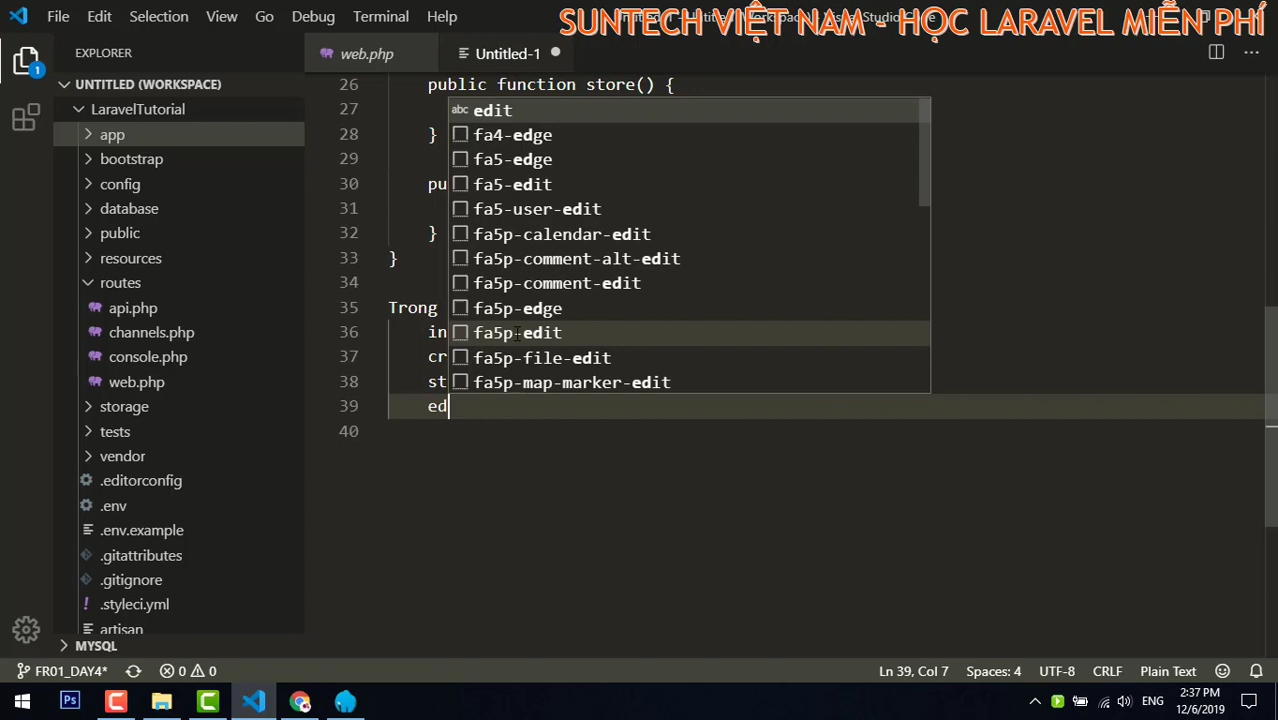 File Edit Selection View Go Debug Terminal Help
SUNTECH VIỆT NAM - HỌC LARAVEL MIỄN PHÍ
EXPLORER
web.php
Untitled-1
1
UNTITLED (WORKSPACE)
LaravelTutorial
app
bootstrap
config
database
public
resources
routes
api.php
channels.php
console.php
web.php
storage
tests
vendor
.editorconfig
.env
.env.example
.gitattributes
.gitignore
.styleci.yml
artisan
MYSQL
26 public function store() {
27
28 }
29
30 pu
31
32 }
33 }
34
35 Trong
36 in
37 cr
38 st
39 ed
40
abc edit
fa4-edge
fa5-edge
fa5-edit
fa5-user-edit
fa5p-calendar-edit
fa5p-comment-alt-edit
fa5p-comment-edit
fa5p-edge
fa5p-edit
fa5p-file-edit
fa5p-map-marker-edit
FR01_DAY4* 0 0 Ln 39, Col 7 Spaces: 4 UTF-8 CRLF Plain Text
Ps
ENG
2:37 PM
12/6/2019